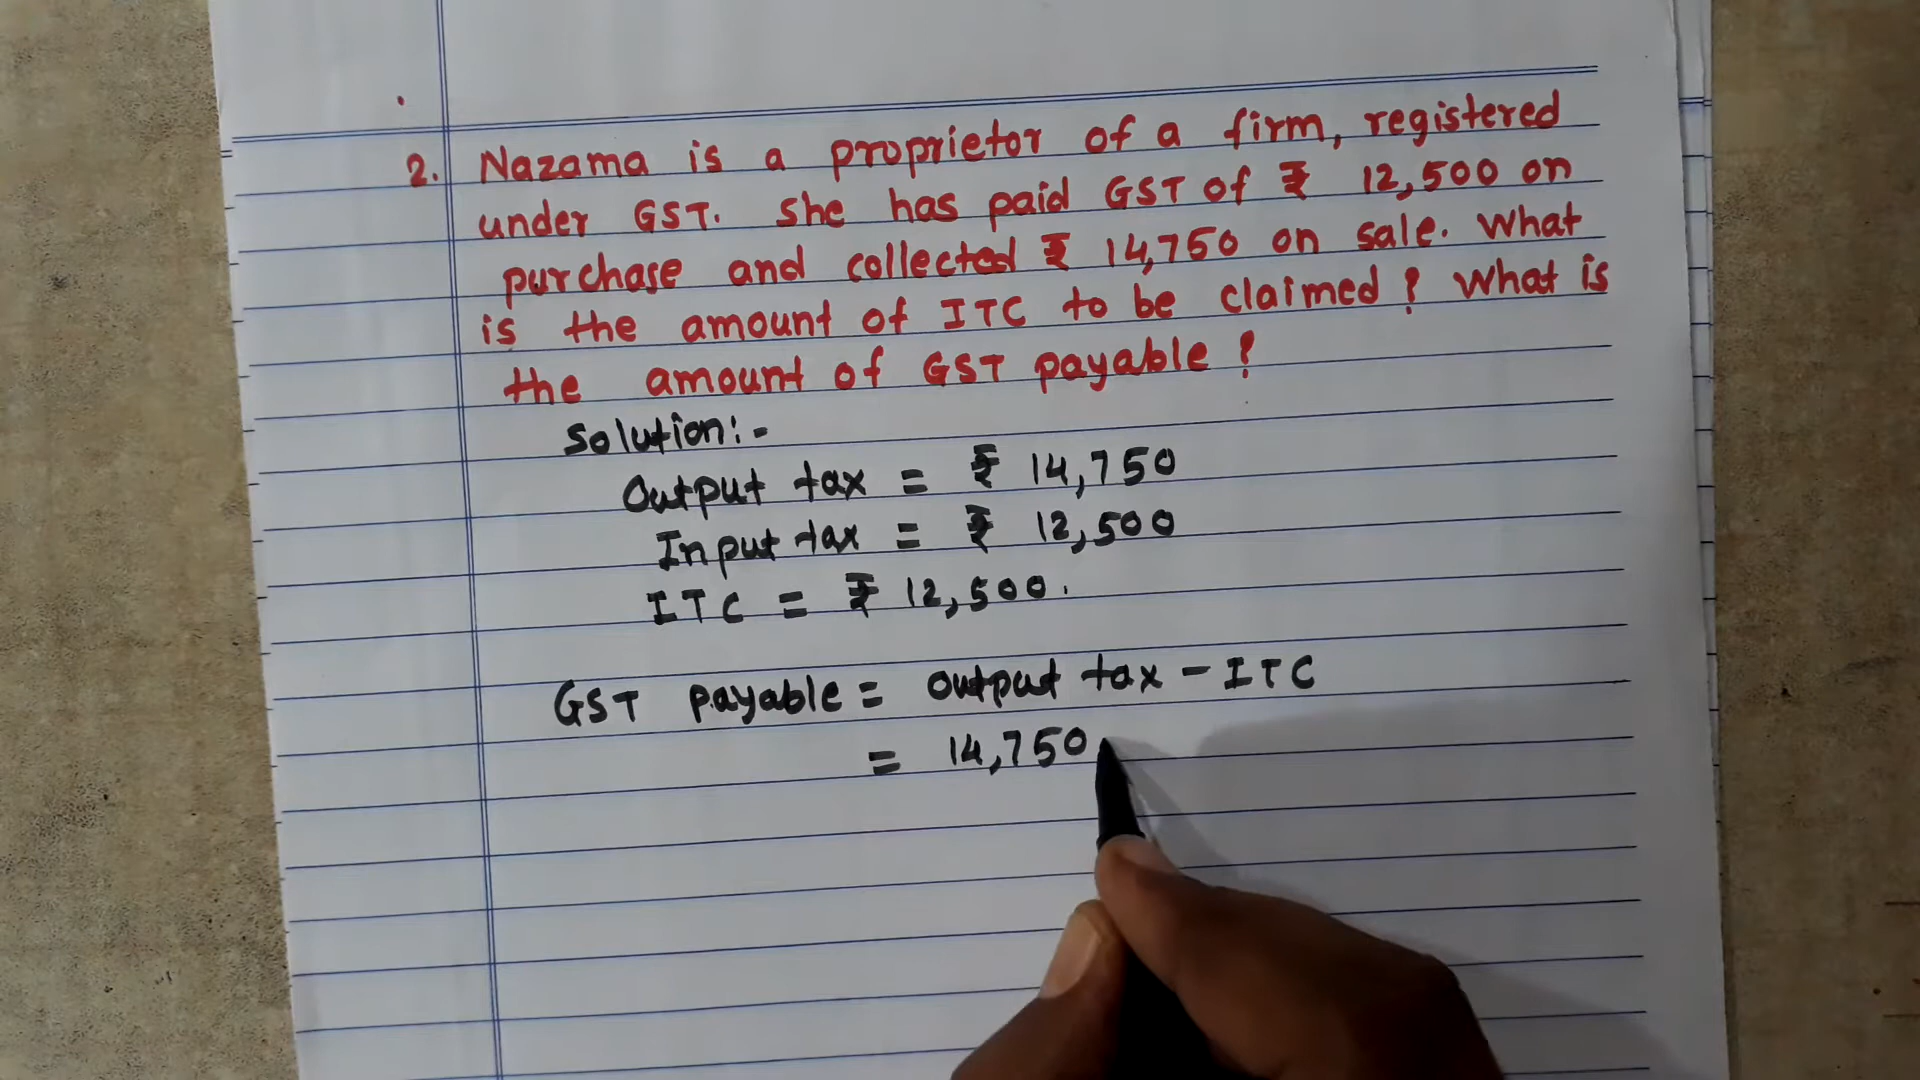 2. Nazama is a proprietor of a firm, registered
under GST. She has paid GST of ₹ 12,500 on
purchase and collected ₹ 14,750 on sale. What
is the amount of ITC to be claimed? What is
the amount of GST payable?
Solution:-
Output tax = ₹ 14,750
Input tax = ₹ 12,500
ITC = ₹ 12,500.
GST payable = output tax - ITC
= 14,750